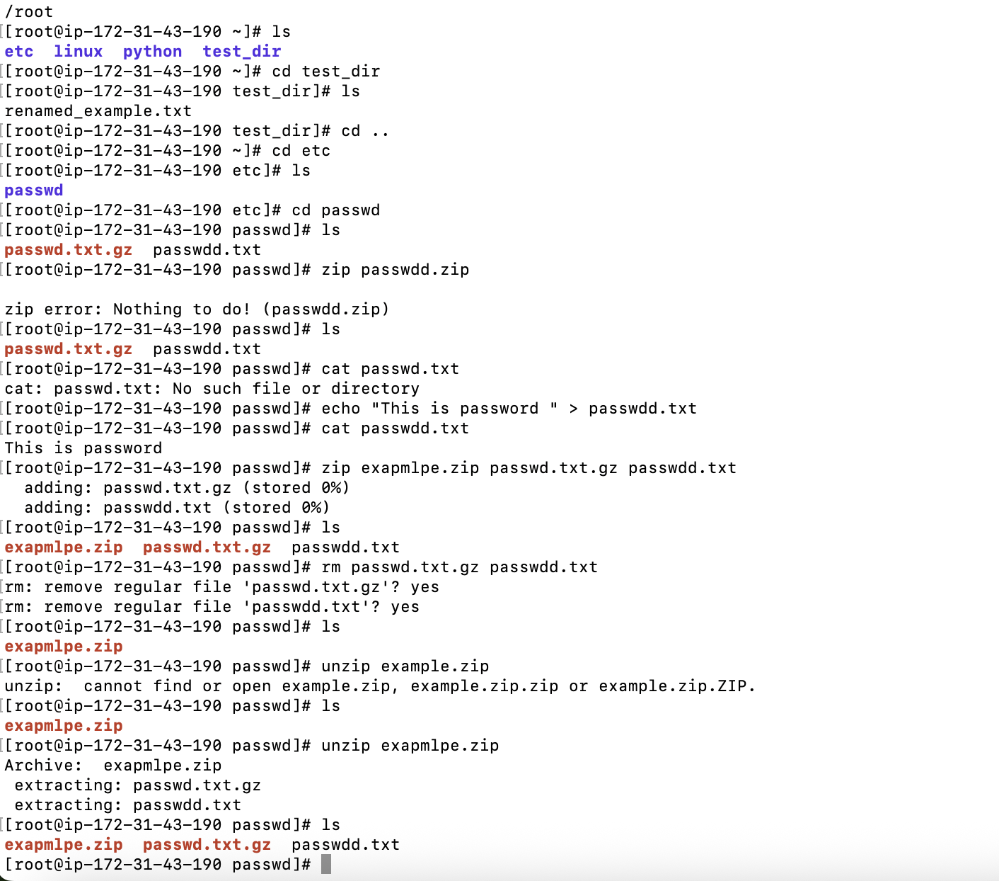 /root
[[root@ip-172-31-43-190 ~]# ls
etc  linux  python  test_dir
[[root@ip-172-31-43-190 ~]# cd test_dir
[[root@ip-172-31-43-190 test_dir]# ls
renamed_example.txt
[[root@ip-172-31-43-190 test_dir]# cd ..
[[root@ip-172-31-43-190 ~]# cd etc
[[root@ip-172-31-43-190 etc]# ls
passwd
[[root@ip-172-31-43-190 etc]# cd passwd
[[root@ip-172-31-43-190 passwd]# ls
passwd.txt.gz  passwdd.txt
[[root@ip-172-31-43-190 passwd]# zip passwdd.zip

zip error: Nothing to do! (passwdd.zip)
[[root@ip-172-31-43-190 passwd]# ls
passwd.txt.gz  passwdd.txt
[[root@ip-172-31-43-190 passwd]# cat passwd.txt
cat: passwd.txt: No such file or directory
[[root@ip-172-31-43-190 passwd]# echo "This is password " > passwdd.txt
[[root@ip-172-31-43-190 passwd]# cat passwdd.txt
This is password
[[root@ip-172-31-43-190 passwd]# zip exapmlpe.zip passwd.txt.gz passwdd.txt
  adding: passwd.txt.gz (stored 0%)
  adding: passwdd.txt (stored 0%)
[[root@ip-172-31-43-190 passwd]# ls
exapmlpe.zip  passwd.txt.gz  passwdd.txt
[[root@ip-172-31-43-190 passwd]# rm passwd.txt.gz passwdd.txt
[rm: remove regular file 'passwd.txt.gz'? yes
[rm: remove regular file 'passwdd.txt'? yes
[[root@ip-172-31-43-190 passwd]# ls
exapmlpe.zip
[[root@ip-172-31-43-190 passwd]# unzip example.zip
unzip:  cannot find or open example.zip, example.zip.zip or example.zip.ZIP.
[[root@ip-172-31-43-190 passwd]# ls
exapmlpe.zip
[[root@ip-172-31-43-190 passwd]# unzip exapmlpe.zip
Archive:  exapmlpe.zip
 extracting: passwd.txt.gz
 extracting: passwdd.txt
[[root@ip-172-31-43-190 passwd]# ls
exapmlpe.zip  passwd.txt.gz  passwdd.txt
[root@ip-172-31-43-190 passwd]#